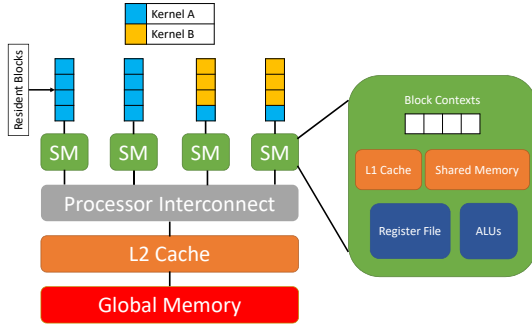 Kernel A
Kernel B
Resident Blocks
SM
SM
SM
SM
Processor Interconnect
L2 Cache
Global Memory
Block Contexts
L1 Cache
Shared Memory
Register File
ALUs